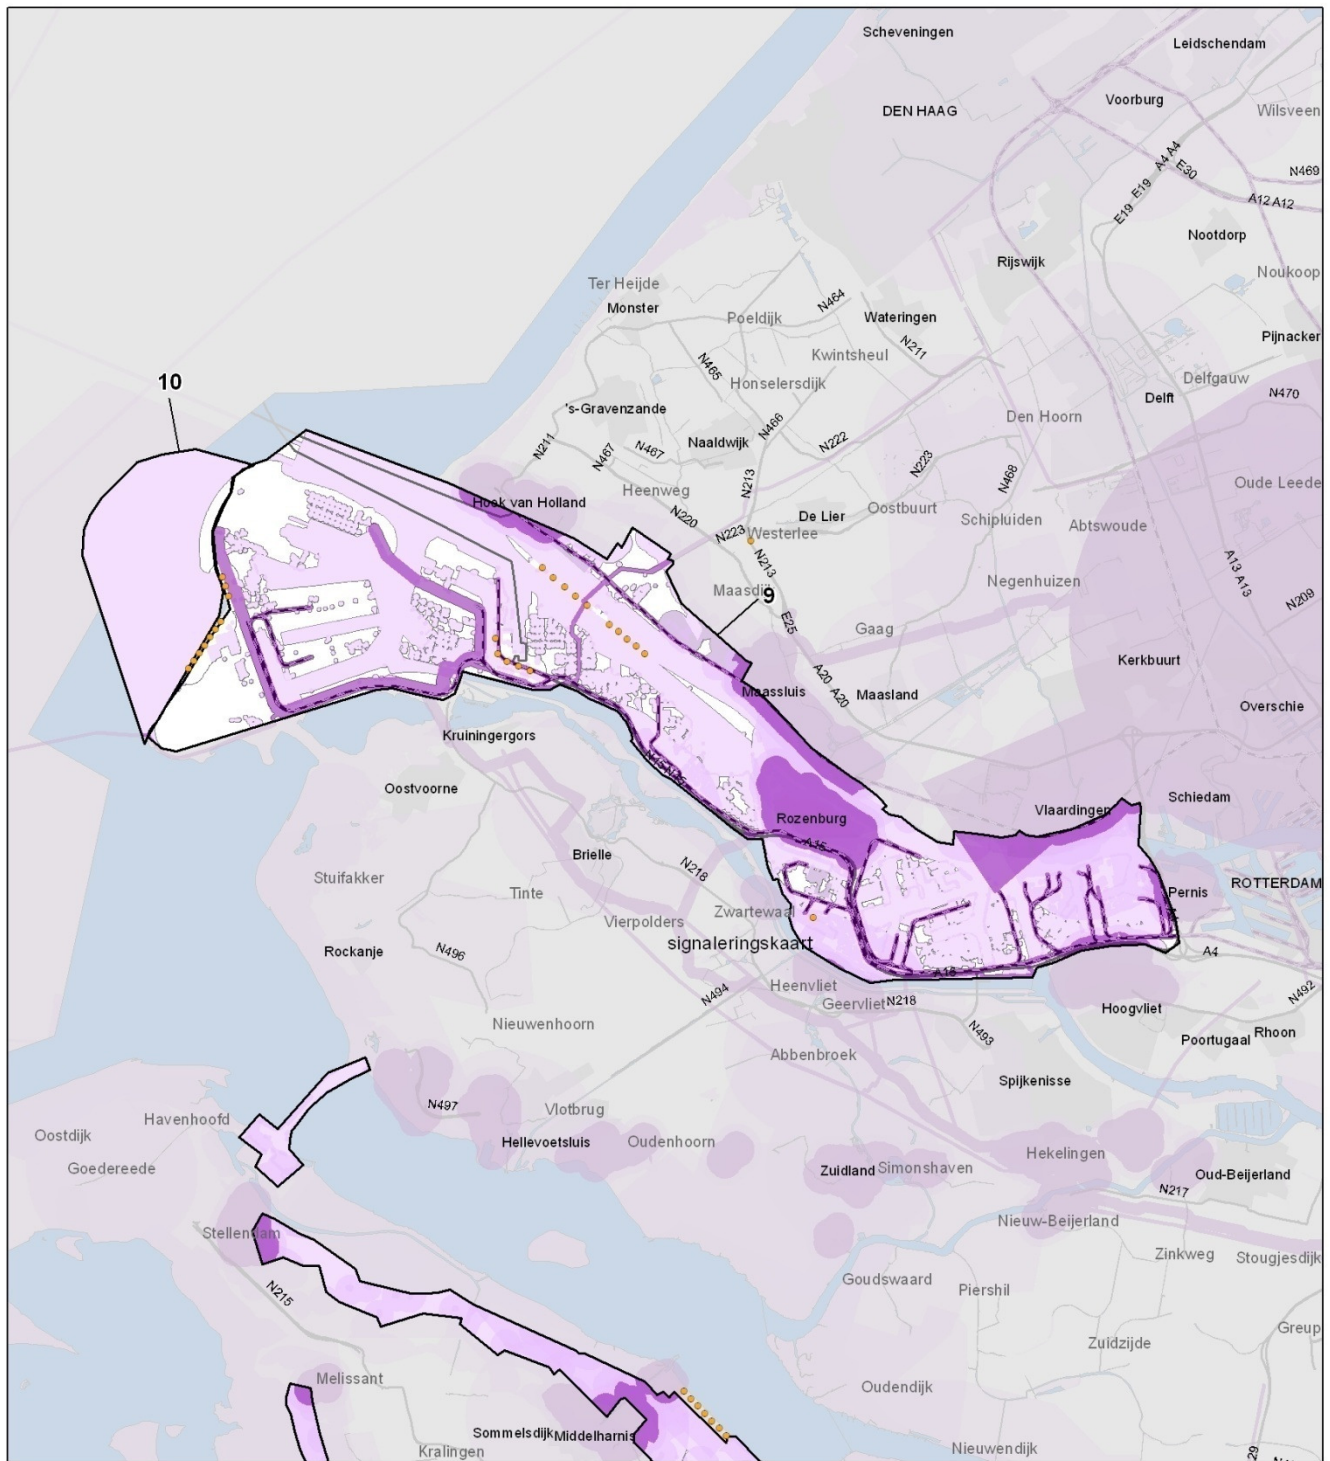 Scheveningen
Leidschendam
DEN HAAG
Voorburg
Wilsveen
A4 A4
E30
N469
E19
E19
A12 A12
Nootdorp
Rijswijk
Noukoop
Ter Heijde
Monster
Poeldijk
N464
Wateringen
Pijnacker
N211
Kwintsheul
N465
Honselersdijk
Delfgauw
10
Delft
N470
's-Gravenzande
Den Hoorn
N466
Naaldwijk
N211
N467
N467
N222
N223
N468
Oude Leede
N213
Heenweg
Hoek van Holland
De Lier
Oostbuurt
N220
N223
Westerlee
Schipluiden
Abtswoude
N213
A13 A13
Maasdijk
9
Negenhuizen
N209
E25
Gaag
Kerkbuurt
A20 A20
Maassluis
Maasland
Overschie
Kruiningergors
N15 N15
Oostvoorne
Schiedam
Vlaardingen
Rozenburg
A15
Brielle
N218
Stuifakker
Tinte
Pernis
ROTTERDAM
Zwartewaal
Vierpolders
signaleringskaart
Rockanje
N496
A4
A15
Heenvliet
N494
N492
Geervliet
N218
Hoogvliet
Nieuwenhoorn
N493
Rhoon
Poortugaal
Abbenbroek
Spijkenisse
N497
Vlotbrug
Havenhoofd
Oostdijk
Hellevoetsluis
Oudenhoorn
Hekelingen
Goedereede
Zuidland
Simonshaven
Oud-Beijerland
N217
Nieuw-Beijerland
Stellendam
Zinkweg
Stougjesdijk
Goudswaard
Piershil
N215
Greup
Zuidzijde
Melissant
Oudendijk
Sommelsdijk
Middelharnis
Kralingen
Nieuwendijk
29